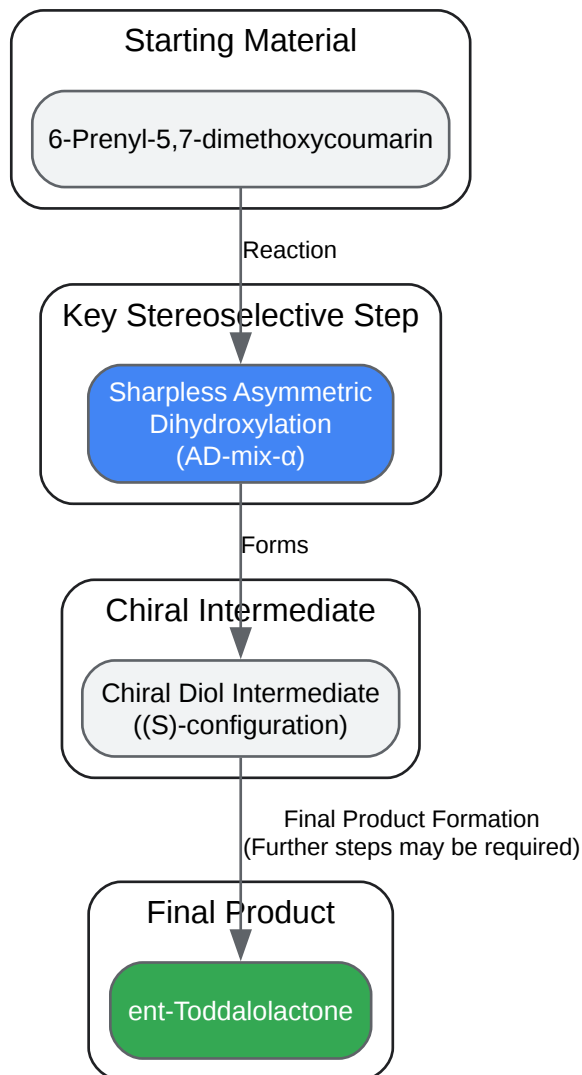 Starting Material
6-Prenyl-5,7-dimethoxycoumarin
Reaction
Key Stereoselective Step
Sharpless Asymmetric
Dihydroxylation
(AD-mix-α)
Forms
Chiral Intermediate
Chiral Diol Intermediate
((S)-configuration)
Final Product Formation
(Further steps may be required)
Final Product
ent-Toddalolactone